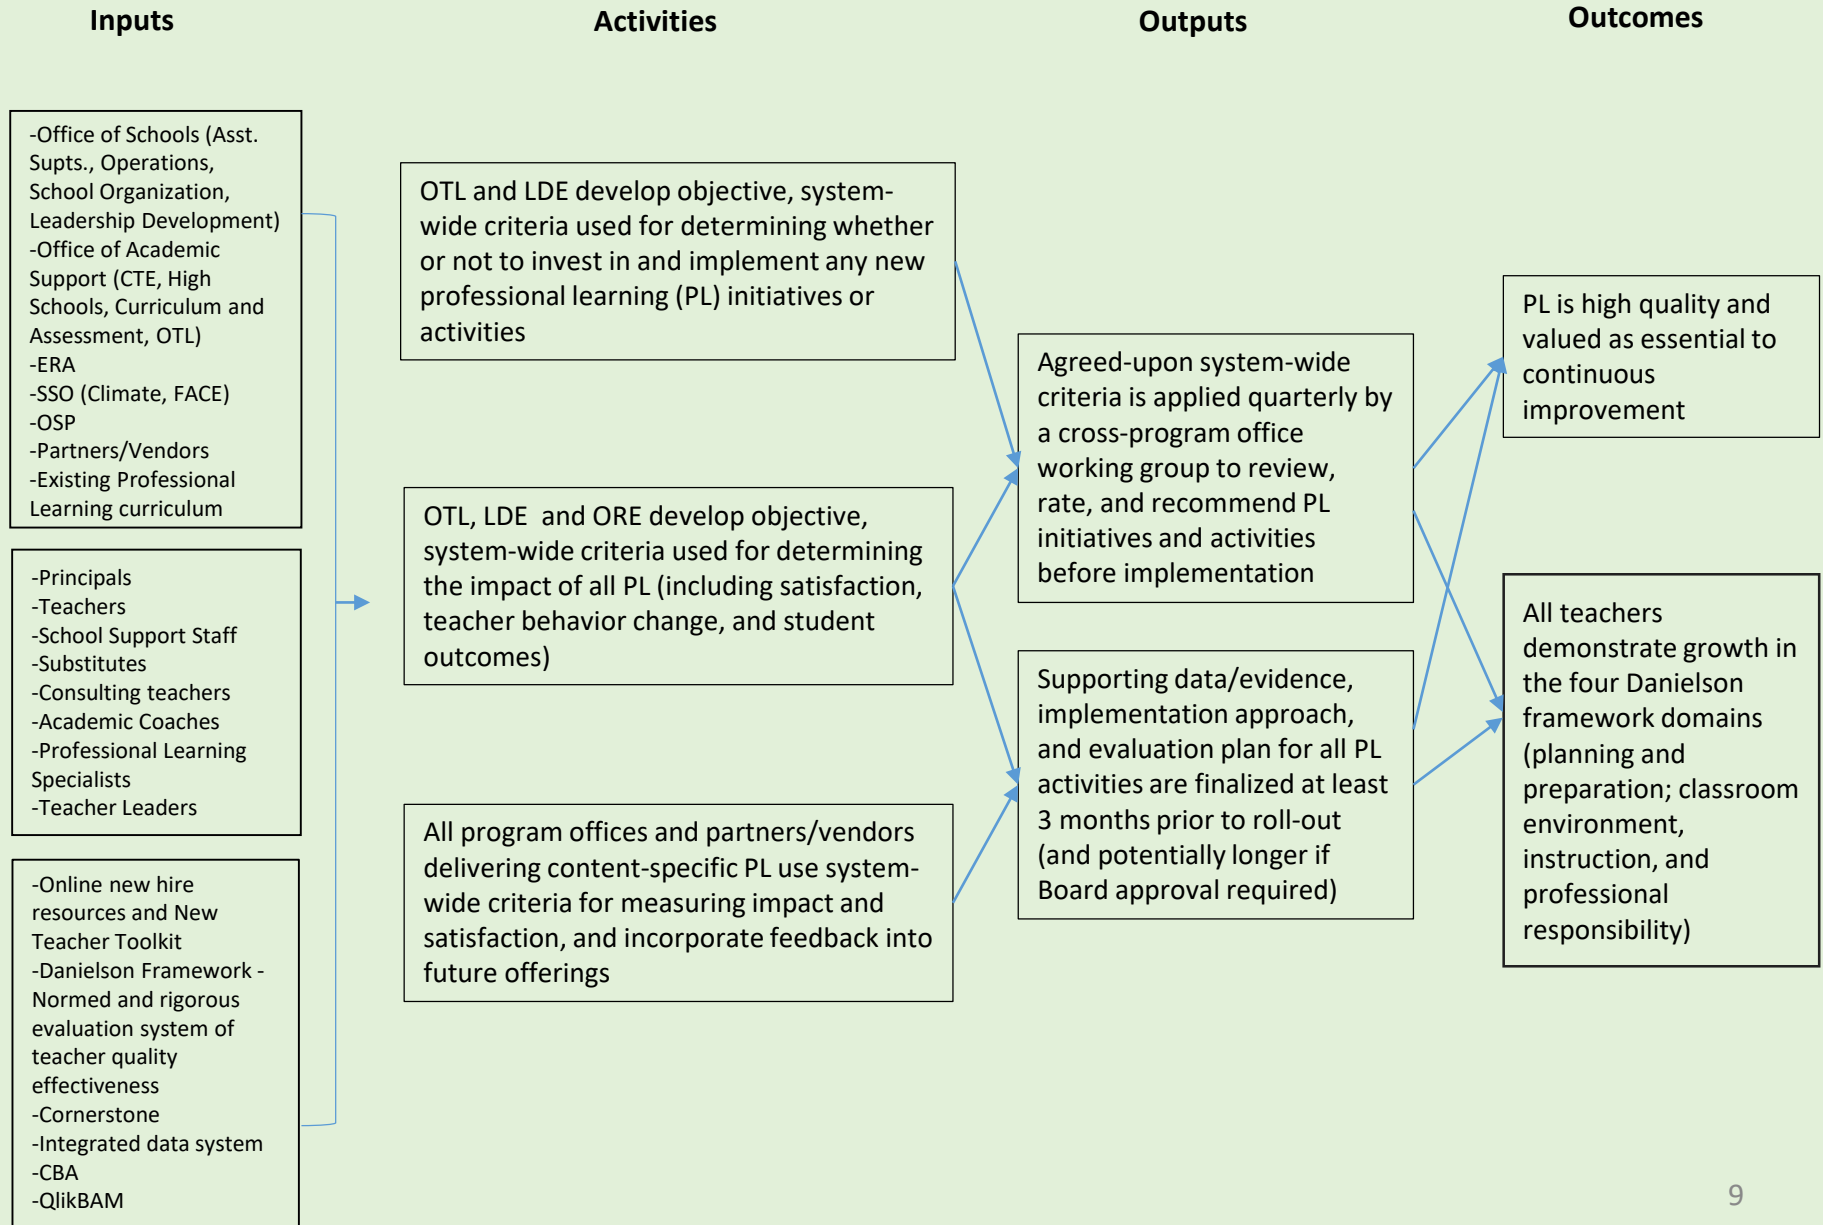 Inputs
Activities
Outputs
Outcomes
-Office of Schools (Asst.
Supts., Operations,
School Organization,
Leadership Development)
-Office of Academic
Support (CTE, High
Schools, Curriculum and
Assessment, OTL)
-ERA
-SSO (Climate, FACE)
-OSP
-Partners/Vendors
-Existing Professional
Learning curriculum
-Principals
-Teachers
-School Support Staff
-Substitutes
-Consulting teachers
-Academic Coaches
-Professional Learning
Specialists
-Teacher Leaders
-Online new hire
resources and New
Teacher Toolkit
-Danielson Framework -
Normed and rigorous
evaluation system of
teacher quality
effectiveness
-Cornerstone
-Integrated data system
-CBA
-QlikBAM
OTL and LDE develop objective, system-
wide criteria used for determining whether
or not to invest in and implement any new
professional learning (PL) initiatives or
activities
OTL, LDE  and ORE develop objective,
system-wide criteria used for determining
the impact of all PL (including satisfaction,
teacher behavior change, and student
outcomes)
All program offices and partners/vendors
delivering content-specific PL use system-
wide criteria for measuring impact and
satisfaction, and incorporate feedback into
future offerings
Agreed-upon system-wide
criteria is applied quarterly by
a cross-program office
working group to review,
rate, and recommend PL
initiatives and activities
before implementation
Supporting data/evidence,
implementation approach,
and evaluation plan for all PL
activities are finalized at least
3 months prior to roll-out
(and potentially longer if
Board approval required)
PL is high quality and
valued as essential to
continuous
improvement
All teachers
demonstrate growth in
the four Danielson
framework domains
(planning and
preparation; classroom
environment,
instruction, and
professional
responsibility)
9